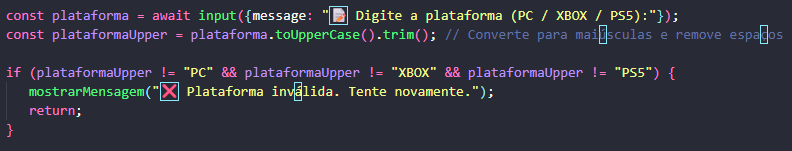 const plataforma = await input({message: "📝 Digite a plataforma (PC / XBOX / PS5):"});
const plataformaUpper = plataforma.toUpperCase().trim(); // Converte para maiúsculas e remove espaços
if (plataformaUpper != "PC" && plataformaUpper != "XBOX" && plataformaUpper != "PS5") {
mostrarMensagem("❌ Plataforma inválida. Tente novamente.");
return;
}